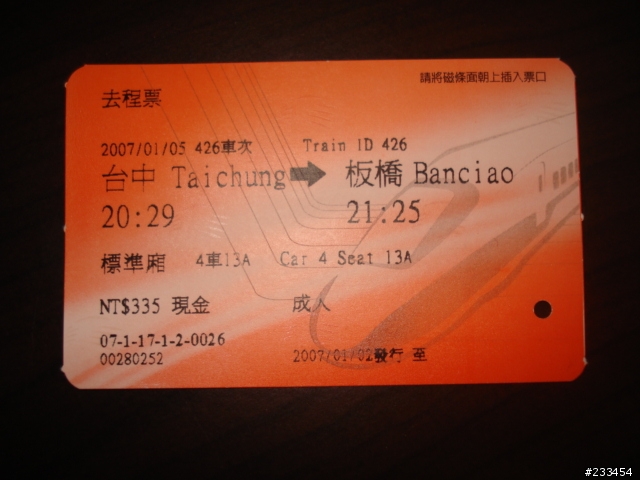 請將磁條面朝上插入票口
去程票
2007/01/05 426車次 Train ID 426
台中 Taichung 板橋 Banciao
20:29 21:25
標準廂 4車13A Car 4 Seat 13A
NT$335 現金 成人
07-1-17-1-2-0026
00280252 2007/01/02發行 至
#233454